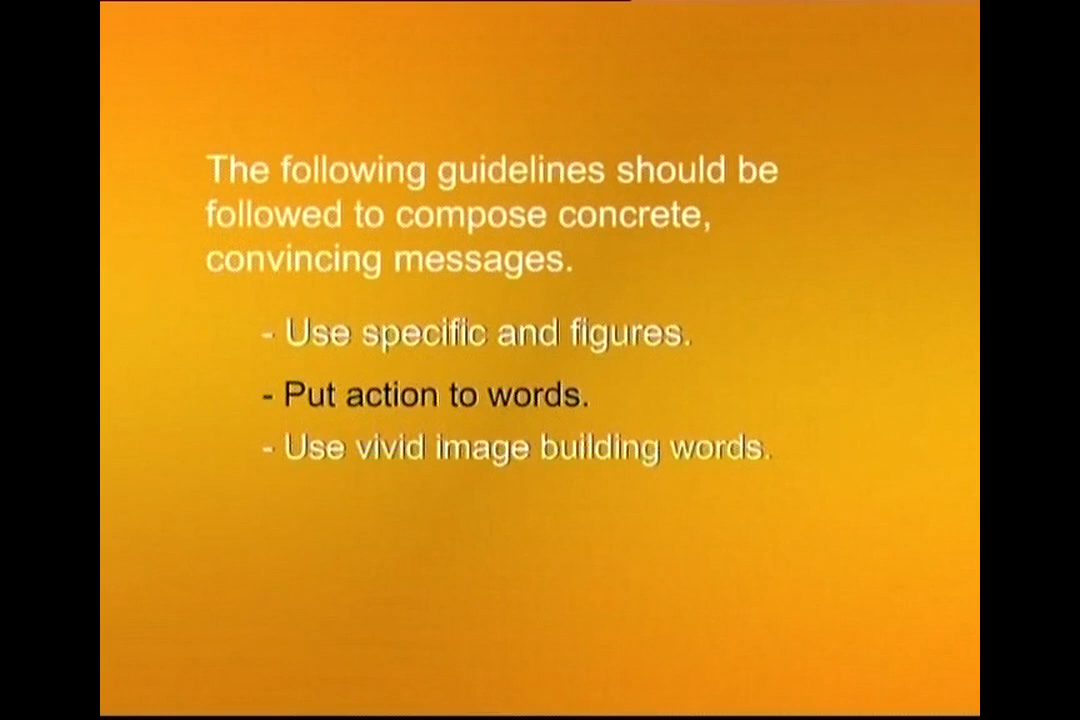 The following guidelines should be
followed to compose concrete,
convincing messages.
- Use specific and figures.
- Put action to words.
- Use vivid image building words.